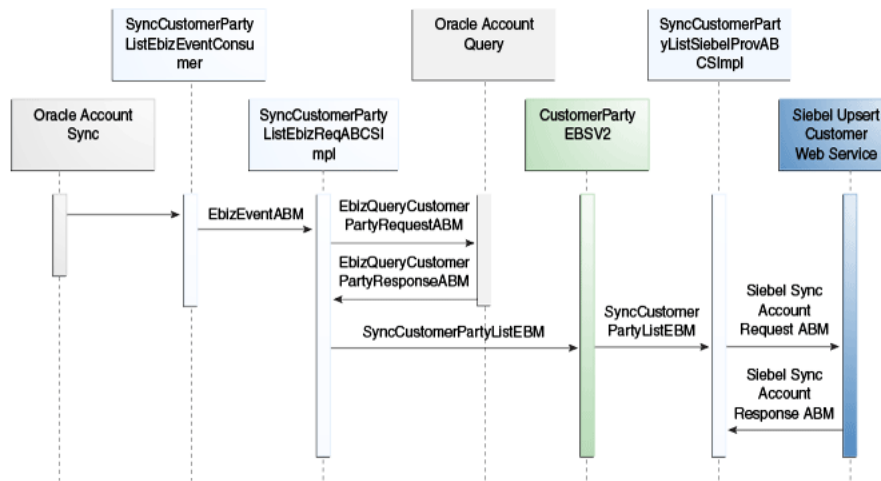 SyncCustomerParty
ListEbizEventConsu
mer
Oracle Account
Query
SyncCustomerPart
yListSiebelProvAB
CSImpl
Oracle Account
Sync
SyncCustomerParty
ListEbizReqABCSI
mpl
CustomerParty
EBSV2
Siebel Upsert
Customer
Web Service
EbizEventABM
EbizQueryCustomer
PartyRequestABM
EbizQueryCustomer
PartyResponseABM
SyncCustomerPartyListEBM
SyncCustomer
PartyListEBM
Siebel Sync
Account
Request ABM
Siebel Sync
Account
Response ABM